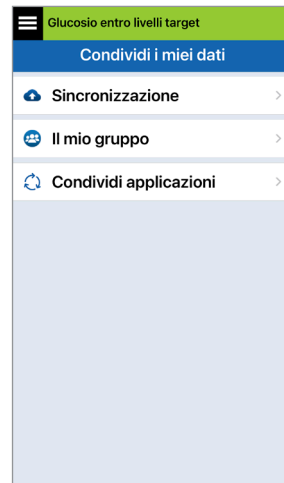 Glucosio entro livelli target
Condividi i miei dati
Sincronizzazione
Il mio gruppo
Condividi applicazioni